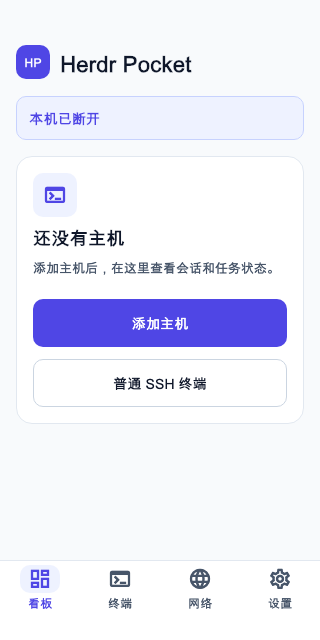 HP Herdr Pocket
本机已断开
还没有主机
添加主机后，在这里查看会话和任务状态。
添加主机
普通 SSH 终端
看板 终端 网络 设置